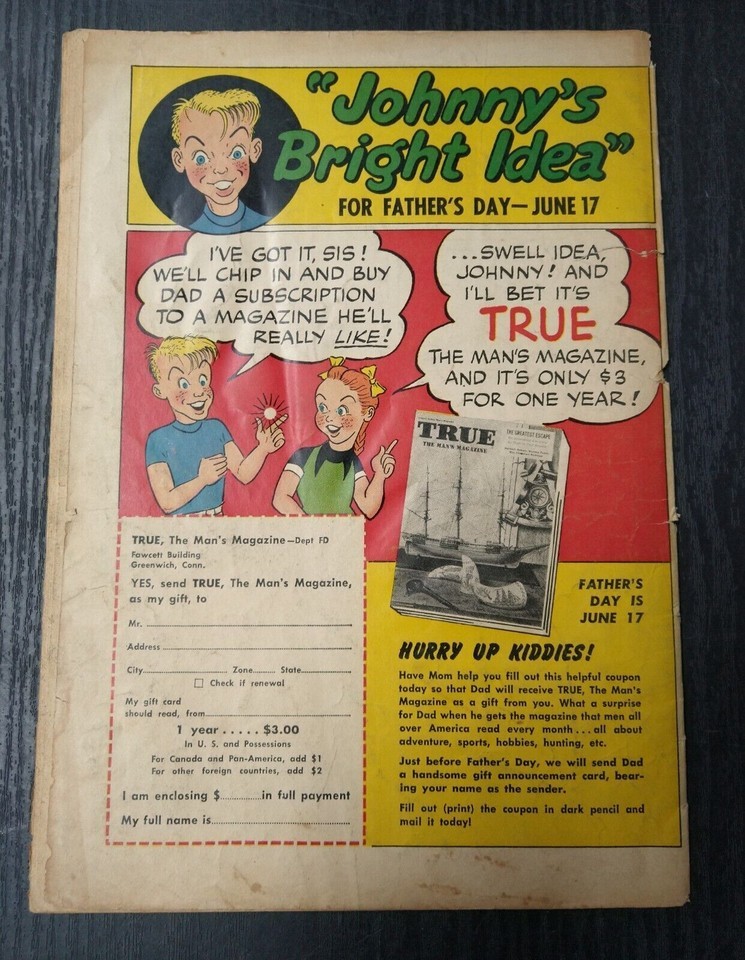 "Johnny's
Bright Idea"
FOR FATHER'S DAY—JUNE 17
I'VE GOT IT, SIS!
WE'LL CHIP IN AND BUY
DAD A SUBSCRIPTION
TO A MAGAZINE HE'LL
REALLY LIKE!
...SWELL IDEA,
JOHNNY! AND
I'LL BET IT'S
TRUE
THE MAN'S MAGAZINE,
AND IT'S ONLY $3
FOR ONE YEAR!
TRUE
THE MAN'S MAGAZINE
THE GREATEST ESCAPE
TRUE, The Man's Magazine—Dept FD
Fawcett Building
Greenwich, Conn.
YES, send TRUE, The Man's Magazine,
as my gift, to
Mr.
Address
City Zone State
Check if renewal
My gift card
should read, from
1 year ..... $3.00
In U. S. and Possessions
For Canada and Pan-America, add $1
For other foreign countries, add $2
I am enclosing $ in full payment
My full name is
FATHER'S
DAY IS
JUNE 17
HURRY UP KIDDIES!
Have Mom help you fill out this helpful coupon
today so that Dad will receive TRUE, The Man's
Magazine as a gift from you. What a surprise
for Dad when he gets the magazine that men all
over America read every month...all about
adventure, sports, hobbies, hunting, etc.
Just before Father's Day, we will send Dad
a handsome gift announcement card, bear-
ing your name as the sender.
Fill out (print) the coupon in dark pencil and
mail it today!